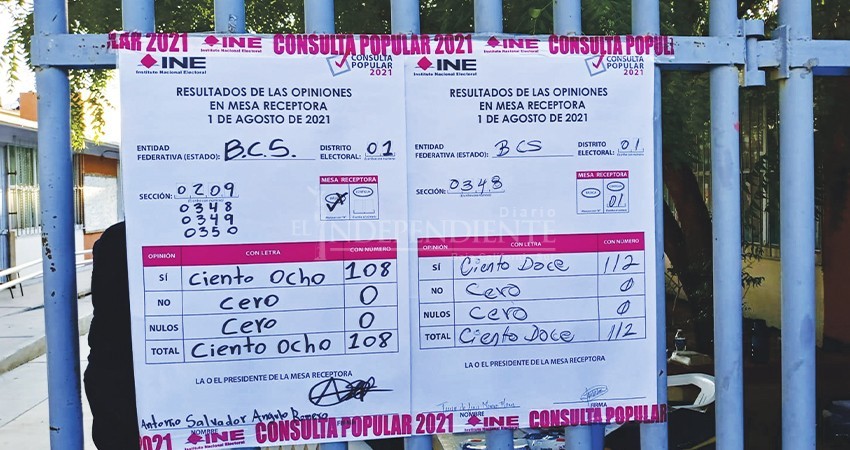 CONSULTA POPULAR 2021 INE CONSULTA POPULAR 2021 INE CONSULTA POPUL
INE
Instituto Nacional Electoral
CONSULTA
POPULAR
2021
RESULTADOS DE LAS OPINIONES
EN MESA RECEPTORA
1 DE AGOSTO DE 2021
ENTIDAD
FEDERATIVA (ESTADO): B.C.S.
DISTRITO
ELECTORAL: 01
SECCIÓN: 0209
0348
0349
0350
MESA RECEPTORA
OPINIÓN CON LETRA CON NÚMERO
SÍ Ciento Ocho 108
NO Cero 0
NULOS Cero 0
TOTAL Ciento Ocho 108
LA O EL PRESIDENTE DE LA MESA RECEPTORA
Antonio Salvador Angulo Romero
NOMBRE
INE
Instituto Nacional Electoral
CONSULTA
POPULAR
2021
RESULTADOS DE LAS OPINIONES
EN MESA RECEPTORA
1 DE AGOSTO DE 2021
ENTIDAD
FEDERATIVA (ESTADO): BCS
DISTRITO
ELECTORAL: 01
SECCIÓN: 0348
MESA RECEPTORA
01
OPINIÓN CON LETRA CON NÚMERO
SÍ Ciento Doce 112
NO Cero 0
NULOS Cero 0
TOTAL Ciento Doce 112
LA O EL PRESIDENTE DE LA MESA RECEPTORA
NOMBRE FIRMA
2021 INE CONSULTA POPULAR 2021 INE CONSULTA POPULAR
Diario
EL INDEPENDIENTE